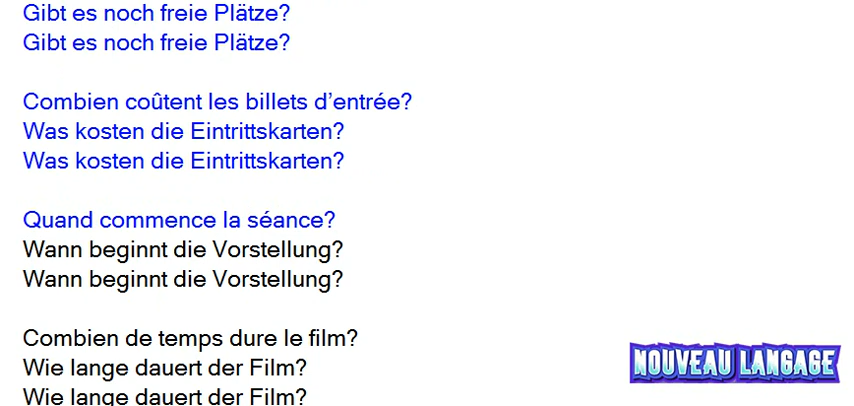 Gibt es noch freie Plätze?
Gibt es noch freie Plätze?
Combien coûtent les billets d’entrée?
Was kosten die Eintrittskarten?
Was kosten die Eintrittskarten?
Quand commence la séance?
Wann beginnt die Vorstellung?
Wann beginnt die Vorstellung?
Combien de temps dure le film?
Wie lange dauert der Film?
Wie lange dauert der Film?
NOUVEAU LANGAGE